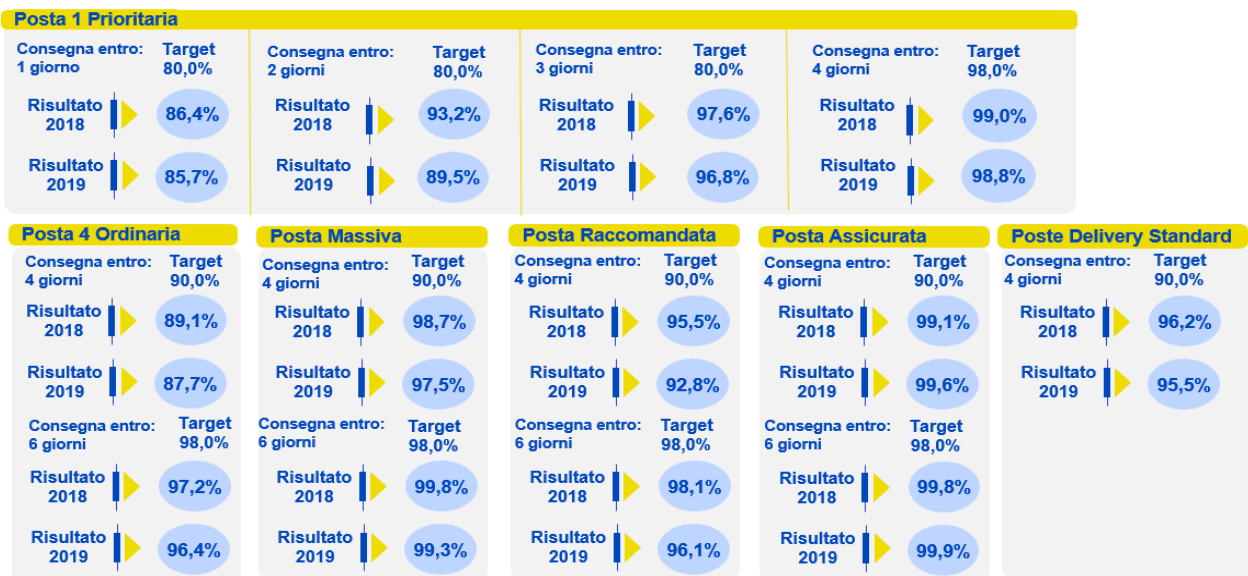 Posta 1 Prioritaria
Consegna entro:
1 giorno
Target
80,0%
Risultato
2018
86,4%
Risultato
2019
85,7%
Consegna entro:
2 giorni
Target
80,0%
Risultato
2018
93,2%
Risultato
2019
89,5%
Consegna entro:
3 giorni
Target
80,0%
Risultato
2018
97,6%
Risultato
2019
96,8%
Consegna entro:
4 giorni
Target
98,0%
Risultato
2018
99,0%
Risultato
2019
98,8%
Posta 4 Ordinaria
Consegna entro:
4 giorni
Target
90,0%
Risultato
2018
89,1%
Risultato
2019
87,7%
Consegna entro:
6 giorni
Target
98,0%
Risultato
2018
97,2%
Risultato
2019
96,4%
Posta Massiva
Consegna entro:
4 giorni
Target
90,0%
Risultato
2018
98,7%
Risultato
2019
97,5%
Consegna entro:
6 giorni
Target
98,0%
Risultato
2018
99,8%
Risultato
2019
99,3%
Posta Raccomandata
Consegna entro:
4 giorni
Target
90,0%
Risultato
2018
95,5%
Risultato
2019
92,8%
Consegna entro:
6 giorni
Target
98,0%
Risultato
2018
98,1%
Risultato
2019
96,1%
Posta Assicurata
Consegna entro:
4 giorni
Target
90,0%
Risultato
2018
99,1%
Risultato
2019
99,6%
Consegna entro:
6 giorni
Target
98,0%
Risultato
2018
99,8%
Risultato
2019
99,9%
Poste Delivery Standard
Consegna entro:
4 giorni
Target
90,0%
Risultato
2018
96,2%
Risultato
2019
95,5%